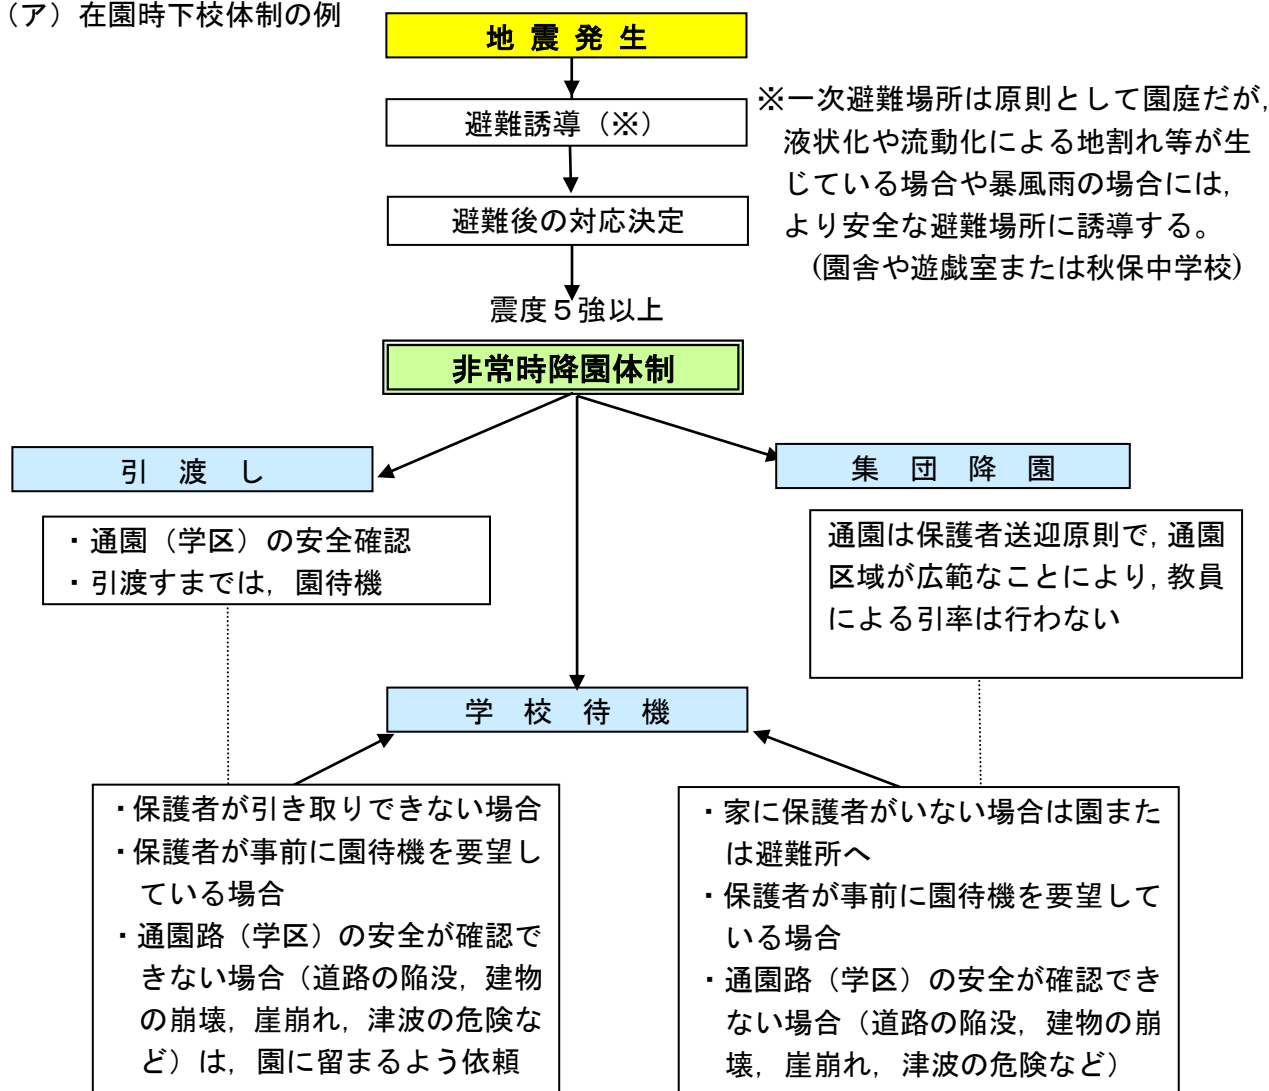 （ア）在園時下校体制の例
地 震 発 生
避難誘導（※）
※一次避難場所は原則として園庭だが，
液状化や流動化による地割れ等が生
じている場合や暴風雨の場合には，
より安全な避難場所に誘導する。
(園舎や遊戯室または秋保中学校)
避難後の対応決定
震度５強以上
非常時降園体制
引 渡 し
集 団 降 園
・通園（学区）の安全確認
・引渡すまでは，園待機
通園は保護者送迎原則で，通園
区域が広範なことにより，教員
による引率は行わない
学 校 待 機
・保護者が引き取りできない場合
・保護者が事前に園待機を要望し
ている場合
・通園路（学区）の安全が確認で
きない場合（道路の陥没，建物
の崩壊，崖崩れ，津波の危険な
ど）は，園に留まるよう依頼
・家に保護者がいない場合は園また
は避難所へ
・保護者が事前に園待機を要望して
いる場合
・通園路（学区）の安全が確認でき
ない場合（道路の陥没，建物の崩
壊，崖崩れ，津波の危険など）